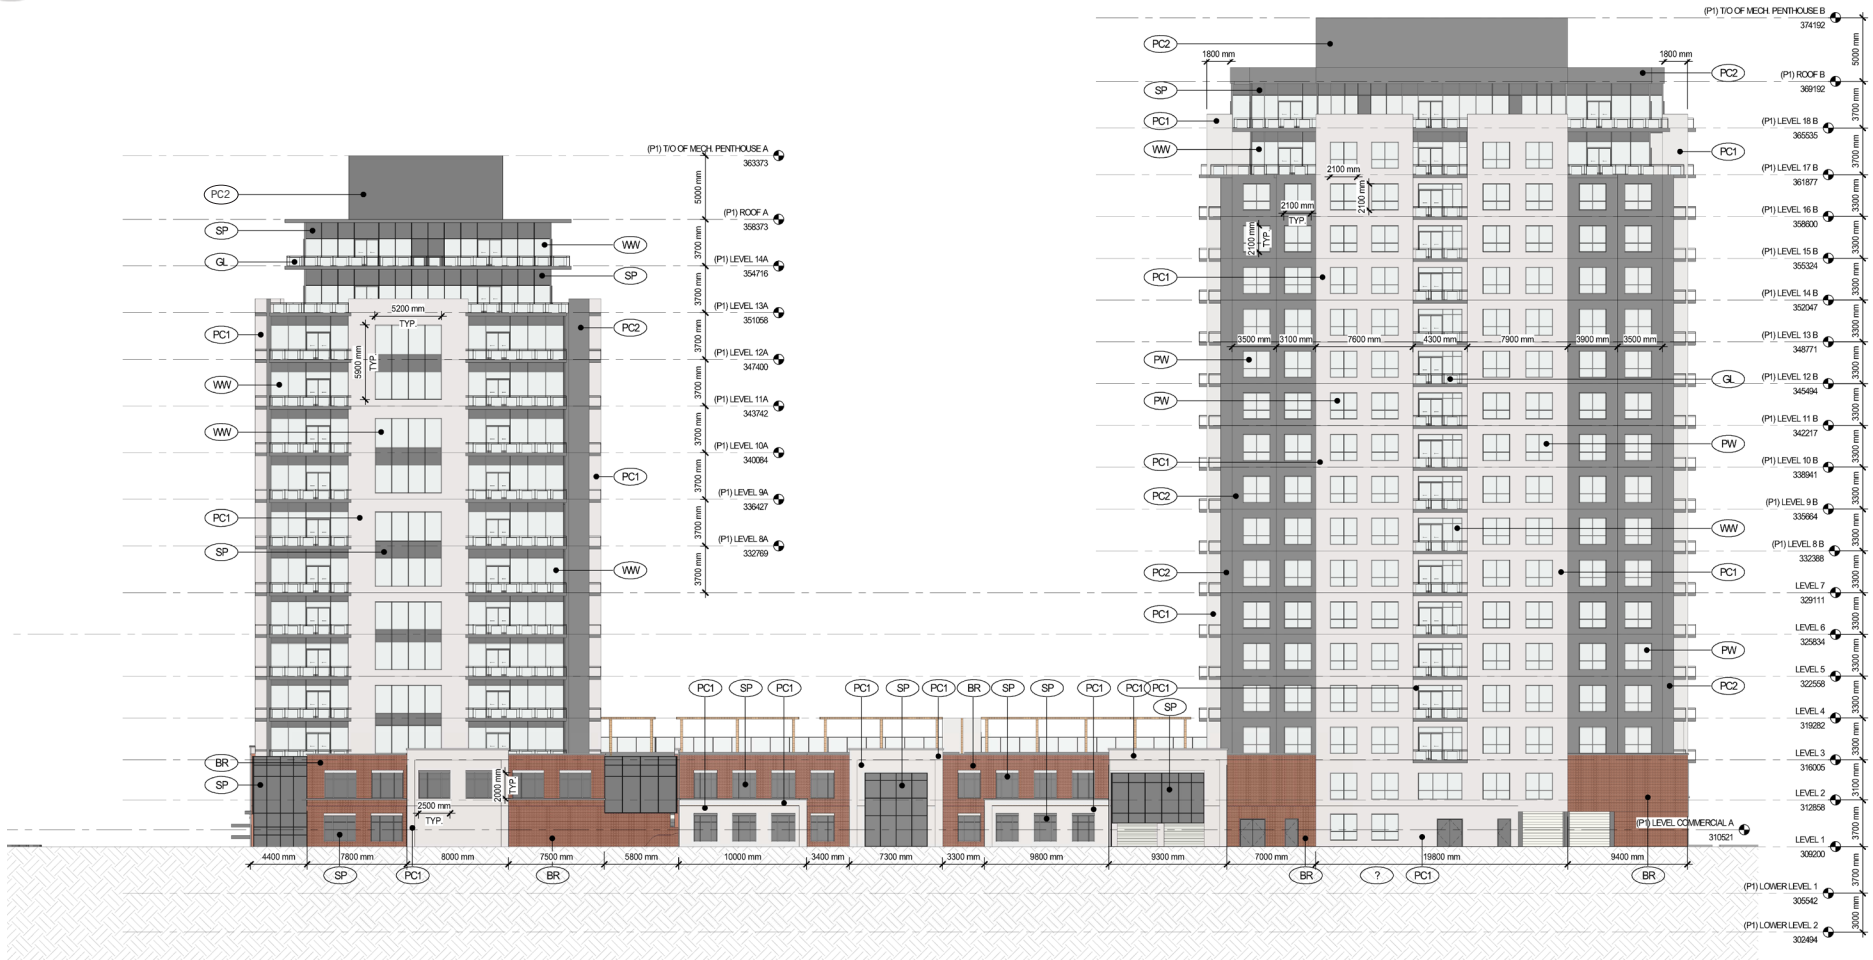 (P1) T/O OF MECH. PENTHOUSE B
374192
5000 mm
PC2
1800 mm
1800 mm
PC2
(P1) ROOF B
369192
SP
3700 mm
PC1
(P1) LEVEL 18 B
365535
WW
PC1
3700 mm
2100 mm
(P1) LEVEL 17 B
361877
2100 mm
3300 mm
2100 mm
TYP.
(P1) LEVEL 16 B
358600
2100 mm
TYP.
3300 mm
(P1) LEVEL 15 B
355324
PC1
3300 mm
(P1) LEVEL 14 B
352047
3300 mm
(P1) LEVEL 13 B
348771
3500 mm
3100 mm
7600 mm
4300 mm
7900 mm
3900 mm
3500 mm
PW
3300 mm
GL
(P1) LEVEL 12 B
345494
PW
3300 mm
(P1) LEVEL 11 B
342217
PW
3300 mm
PC1
(P1) LEVEL 10 B
338941
PC2
3300 mm
(P1) LEVEL 9 B
335664
WW
3300 mm
(P1) LEVEL 8 B
332388
PC2
PC1
3300 mm
LEVEL 7
329111
PC1
3300 mm
LEVEL 6
325834
PW
3300 mm
LEVEL 5
322558
PC1
PC2
3300 mm
LEVEL 4
319282
3300 mm
LEVEL 3
316005
BR
3100 mm
LEVEL 2
312858
3700 mm
(P1) LEVEL COMMERCIAL A
310521
LEVEL 1
309200
3700 mm
(P1) LOWER LEVEL 1
305542
3000 mm
(P1) LOWER LEVEL 2
302494
(P1) T/O OF MECH. PENTHOUSE A
363373
PC2
5000 mm
(P1) ROOF A
358373
SP
WW
3700 mm
GL
(P1) LEVEL 14A
354716
SP
3700 mm
(P1) LEVEL 13A
351058
5200 mm
TYP.
PC1
PC2
3700 mm
5900 mm
TYP.
(P1) LEVEL 12A
347400
WW
3700 mm
(P1) LEVEL 11A
343742
WW
3700 mm
(P1) LEVEL 10A
340084
PC1
3700 mm
(P1) LEVEL 9A
336427
PC1
3700 mm
(P1) LEVEL 8A
332769
SP
WW
3700 mm
PC1
SP
PC1
PC1
SP
PC1
BR
SP
SP
PC1
PC1
SP
BR
SP
2000 mm
TYP.
2500 mm
TYP.
4400 mm
7800 mm
8000 mm
7500 mm
5800 mm
10000 mm
3400 mm
7300 mm
3300 mm
9800 mm
9300 mm
7000 mm
19800 mm
9400 mm
SP
PC1
BR
BR
?
PC1
BR